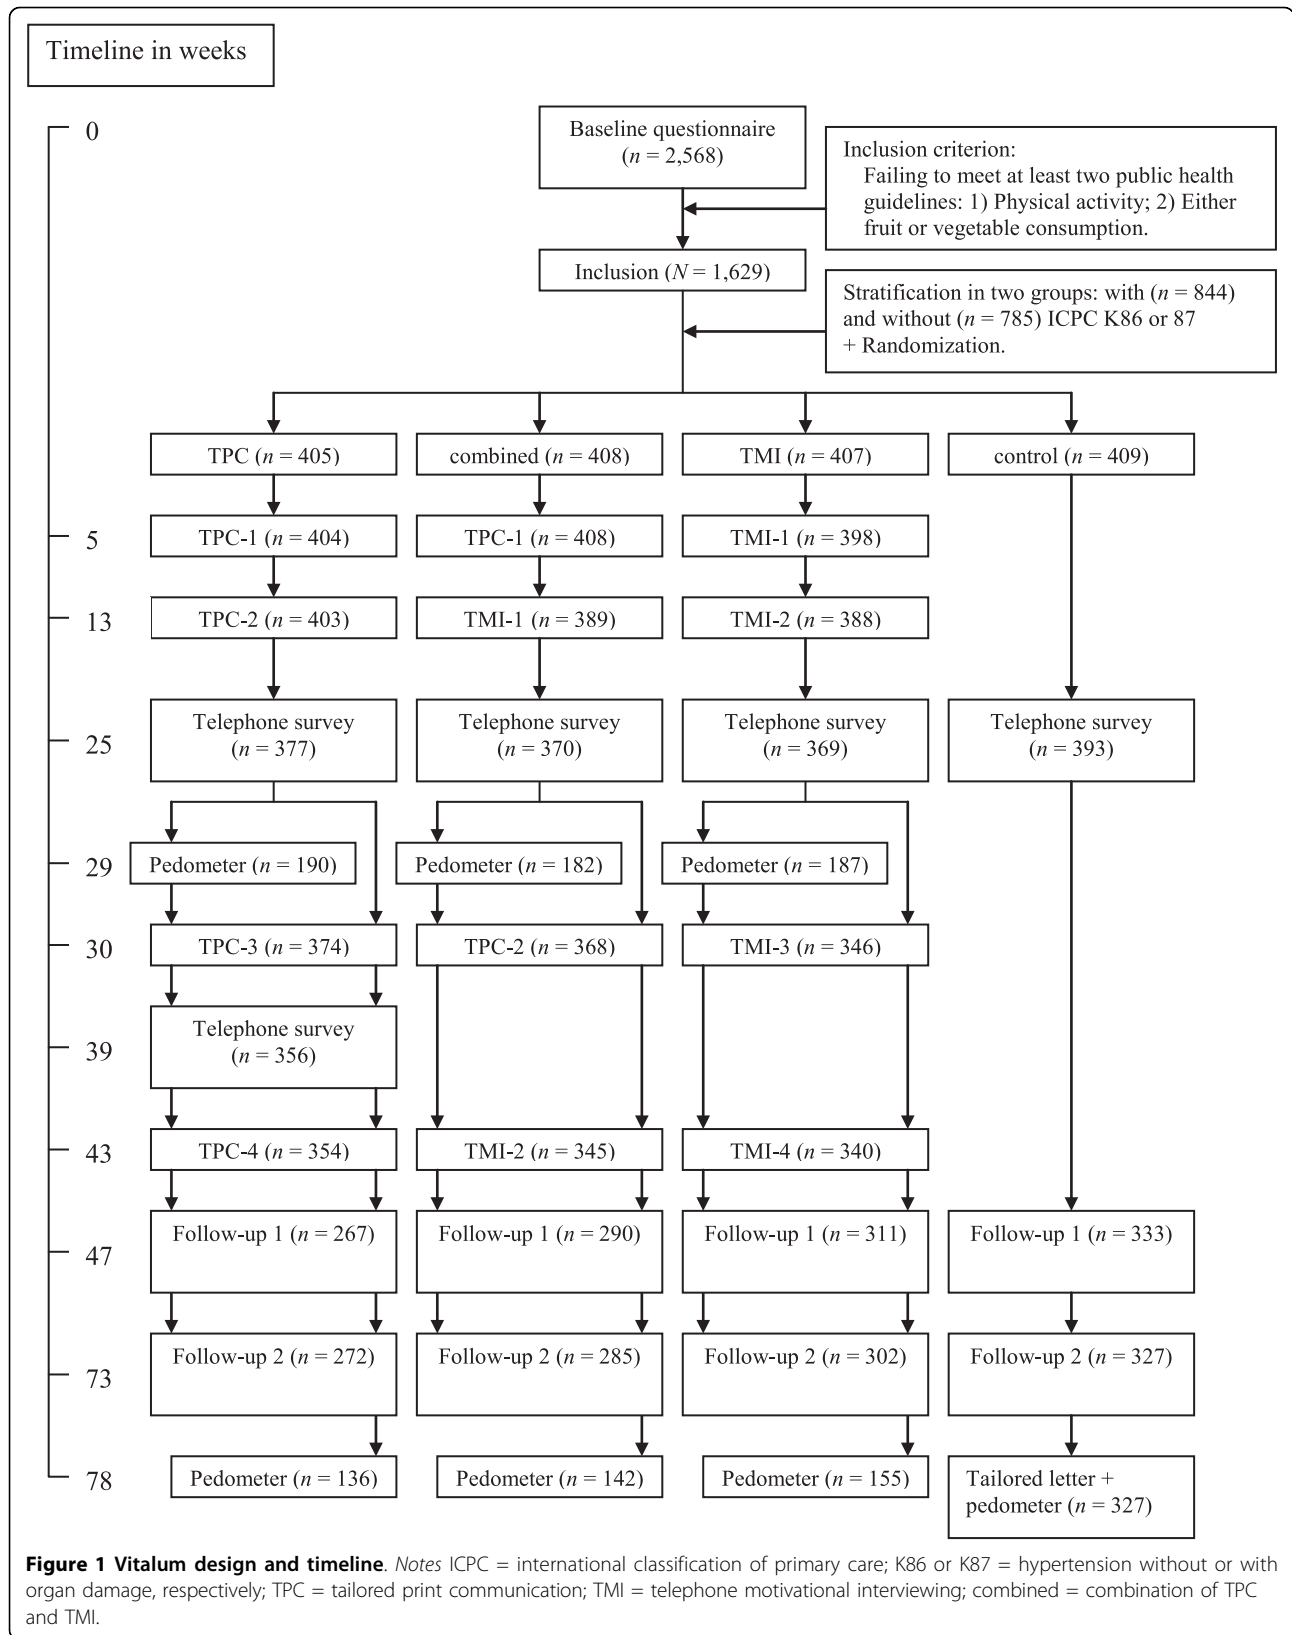 Timeline in weeks
0
Baseline questionnaire
(n = 2,568)
Inclusion criterion:
Failing to meet at least two public health
guidelines: 1) Physical activity; 2) Either
fruit or vegetable consumption.
Inclusion (N = 1,629)
Stratification in two groups: with (n = 844)
and without (n = 785) ICPC K86 or 87
+ Randomization.
TPC (n = 405)
combined (n = 408)
TMI (n = 407)
control (n = 409)
5
TPC-1 (n = 404)
TPC-1 (n = 408)
TMI-1 (n = 398)
13
TPC-2 (n = 403)
TMI-1 (n = 389)
TMI-2 (n = 388)
25
Telephone survey
(n = 377)
Telephone survey
(n = 370)
Telephone survey
(n = 369)
Telephone survey
(n = 393)
29
Pedometer (n = 190)
Pedometer (n = 182)
Pedometer (n = 187)
30
TPC-3 (n = 374)
TPC-2 (n = 368)
TMI-3 (n = 346)
39
Telephone survey
(n = 356)
43
TPC-4 (n = 354)
TMI-2 (n = 345)
TMI-4 (n = 340)
47
Follow-up 1 (n = 267)
Follow-up 1 (n = 290)
Follow-up 1 (n = 311)
Follow-up 1 (n = 333)
73
Follow-up 2 (n = 272)
Follow-up 2 (n = 285)
Follow-up 2 (n = 302)
Follow-up 2 (n = 327)
78
Pedometer (n = 136)
Pedometer (n = 142)
Pedometer (n = 155)
Tailored letter +
pedometer (n = 327)
Figure 1 Vitalum design and timeline. Notes ICPC = international classification of primary care; K86 or K87 = hypertension without or with
organ damage, respectively; TPC = tailored print communication; TMI = telephone motivational interviewing; combined = combination of TPC
and TMI.